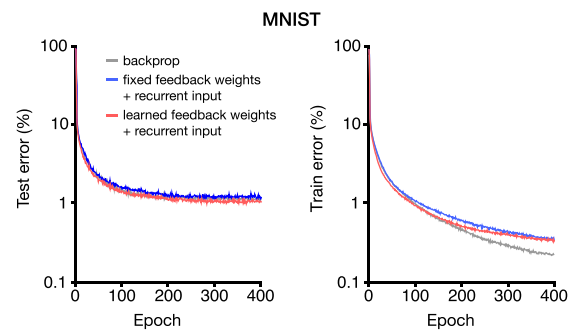 MNIST
Test error (%)
100
10
1
0.1
0
100
200
300
400
Epoch
backprop
fixed feedback weights
+ recurrent input
learned feedback weights
+ recurrent input
Train error (%)
100
10
1
0.1
0
100
200
300
400
Epoch